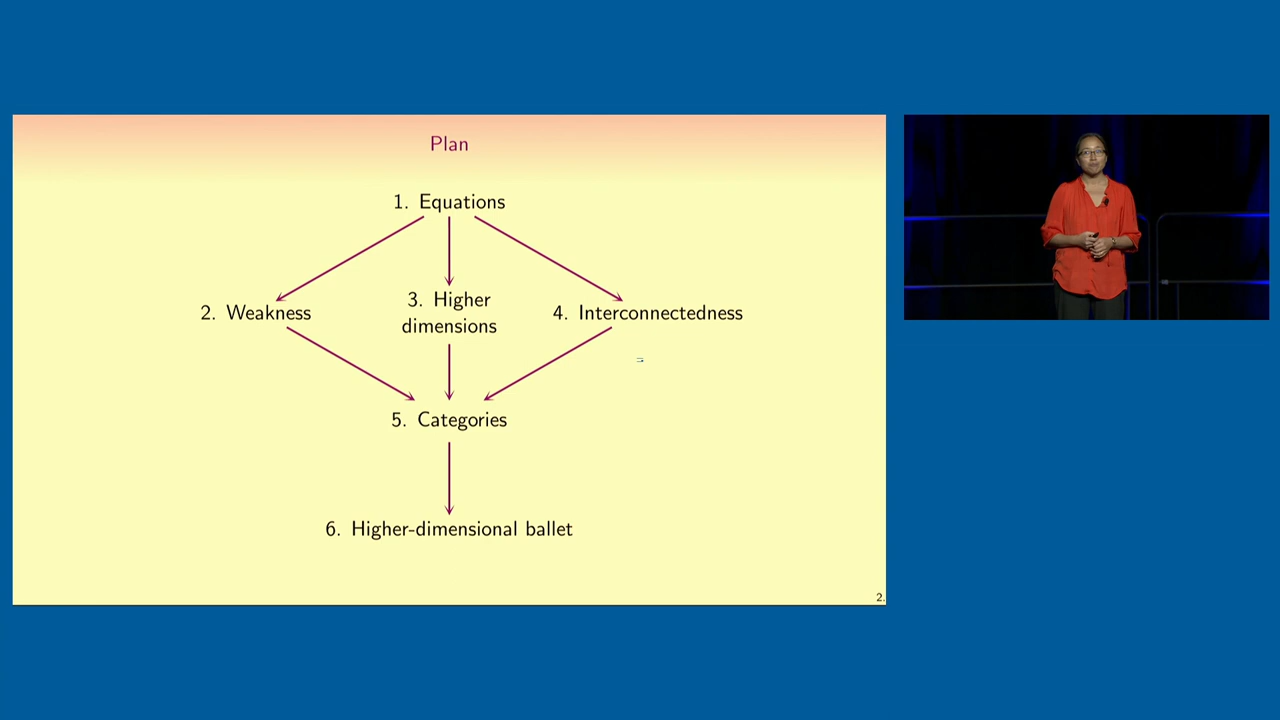 Plan
1. Equations
2. Weakness
3. Higher
dimensions
4. Interconnectedness
5. Categories
6. Higher-dimensional ballet
2.